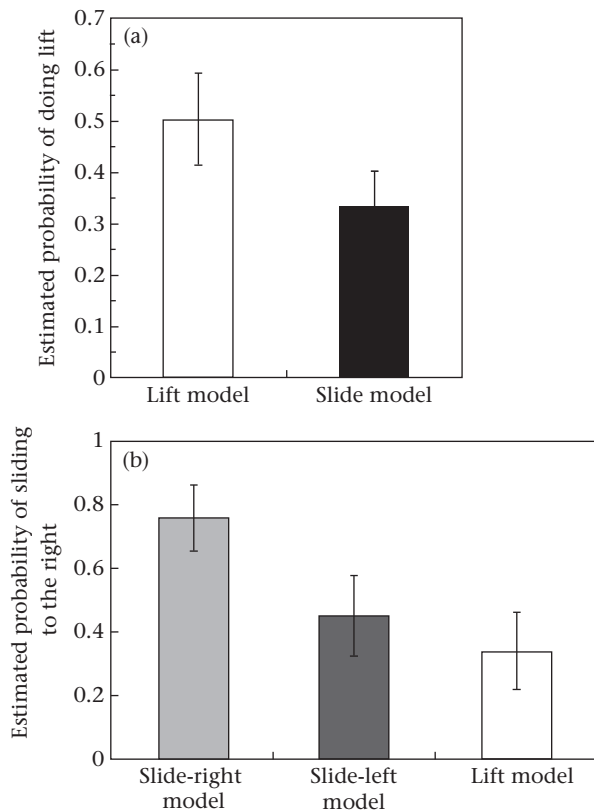 (a)
Estimated probability of doing lift
0.7
0.6
0.5
0.4
0.3
0.2
0.1
0
Lift model
Slide model
(b)
Estimated probability of sliding
to the right
1
0.8
0.6
0.4
0.2
0
Slide-right
model
Slide-left
model
Lift model